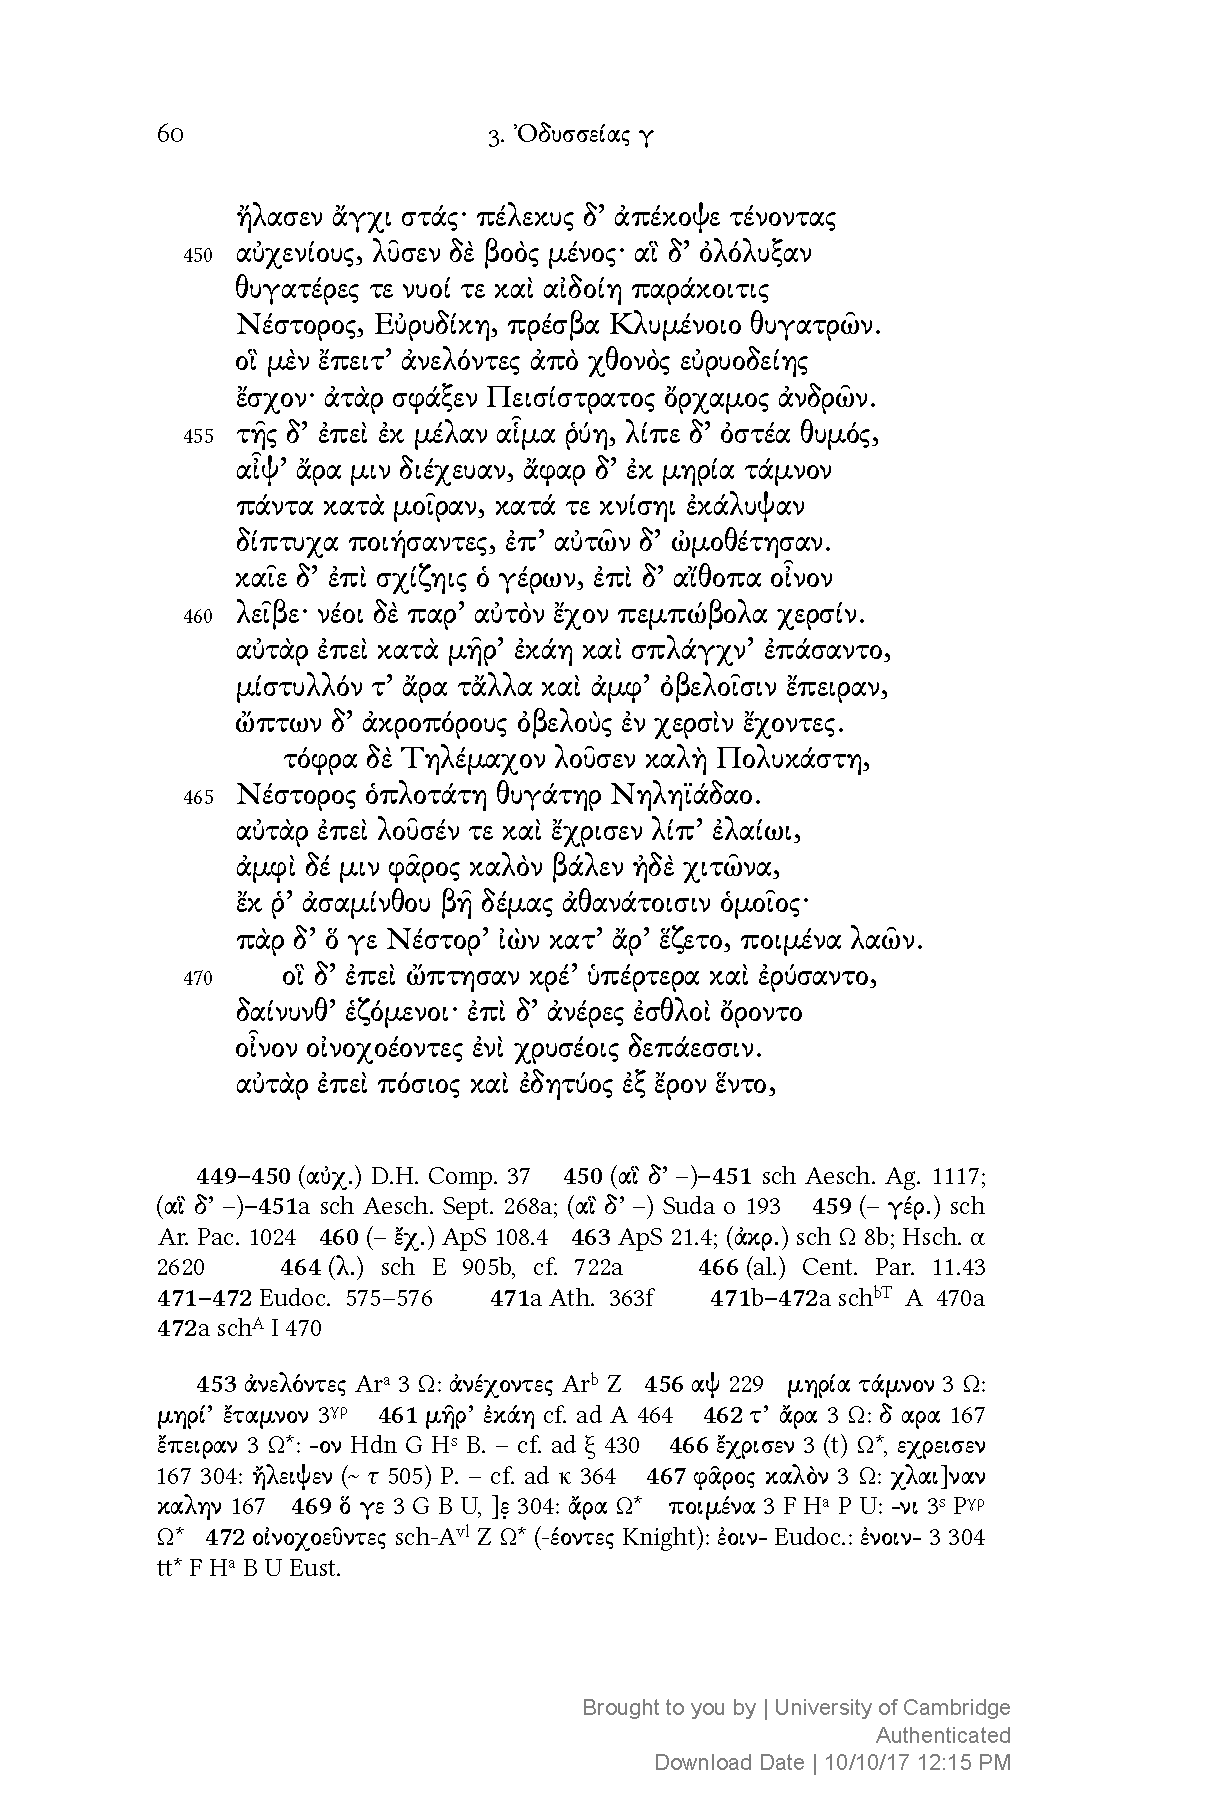 60 3. Ὀδυσσείας γ
ἤλασεν ἄγχι στάς· πέλεκυς δ’ ἀπέκοψε τένοντας
450 αὐχενίους, λῦσεν δὲ βοὸς μένος· αἳ δ’ ὀλόλυξαν
θυγατέρες τε νυοί τε καὶ αἰδοίη παράκοιτις
Νέστορος, Εὐρυδίκη, πρέσβα Κλυμένοιο θυγατρῶν.
οἳ μὲν ἔπειτ’ ἀνελόντες ἀπὸ χθονὸς εὐρυοδείης
ἔσχον· ἀτὰρ σφάξεν Πεισίστρατος ὄρχαμος ἀνδρῶν.
455 τῆς δ’ ἐπεὶ ἐκ μέλαν αἷμα ῥύη, λίπε δ’ ὀστέα θυμός,
αἶψ’ ἄρα μιν διέχευαν, ἄφαρ δ’ ἐκ μηρία τάμνον
πάντα κατὰ μοῖραν, κατά τε κνίσηι ἐκάλυψαν
δίπτυχα ποιήσαντες, ἐπ’ αὐτῶν δ’ ὠμοθέτησαν.
καῖε δ’ ἐπὶ σχίζηις ὁ γέρων, ἐπὶ δ’ αἴθοπα οἶνον
460 λεῖβε· νέοι δὲ παρ’ αὐτὸν ἔχον πεμπώβολα χερσίν.
αὐτὰρ ἐπεὶ κατὰ μῆρ’ ἐκάη καὶ σπλάγχν’ ἐπάσαντο,
μίστυλλόν τ’ ἄρα τἄλλα καὶ ἀμφ’ ὀβελοῖσιν ἔπειραν,
ὤπτων δ’ ἀκροπόρους ὀβελοὺς ἐν χερσὶν ἔχοντες.
τόφρα δὲ Τηλέμαχον λοῦσεν καλὴ Πολυκάστη,
465 Νέστορος ὁπλοτάτη θυγάτηρ Νηληϊάδαο.
αὐτὰρ ἐπεὶ λοῦσέν τε καὶ ἔχρισεν λίπ’ ἐλαίωι,
ἀμφὶ δέ μιν φᾶρος καλὸν βάλεν ἠδὲ χιτῶνα,
ἔκ ῥ’ ἀσαμίνθου βῆ δέμας ἀθανάτοισιν ὁμοῖος·
πὰρ δ’ ὅ γε Νέστορ’ ἰὼν κατ’ ἄρ’ ἕζετο, ποιμένα λαῶν.
470 οἳ δ’ ἐπεὶ ὤπτησαν κρέ’ ὑπέρτερα καὶ ἐρύσαντο,
δαίνυνθ’ ἑζόμενοι· ἐπὶ δ’ ἀνέρες ἐσθλοὶ ὄροντο
οἶνον οἰνοχοέοντες ἐνὶ χρυσέοις δεπάεσσιν.
αὐτὰρ ἐπεὶ πόσιος καὶ ἐδητύος ἐξ ἔρον ἕντο,
449–450 (αὐχ.) D.H. Comp. 37 450 (αἳ δ’ –)–451 sch Aesch. Ag. 1117;
(αἳ δ’ –)–451a sch Aesch. Sept. 268a; (αἳ δ’ –) Suda ο 193 459 (– γέρ.) sch
Ar. Pac. 1024 460 (– ἔχ.) ApS 108.4 463 ApS 21.4; (ἀκρ.) sch Ω 8b; Hsch. α
2620 464 (λ.) sch E 905b, cf. 722a 466 (al.) Cent. Par. 11.43
471–472 Eudoc. 575–576 471a Ath. 363f 471b–472a schbT A 470a
472a schA I 470
453 ἀνελόντες Ara 3 Ω: ἀνέχοντες Arb Z 456 αψ 229 μηρία τάμνον 3 Ω:
μηρί’ ἔταμνον 3γρ 461 μῆρ’ ἐκάη cf. ad A 464 462 τ’ ἄρα 3 Ω: δ αρα 167
ἔπειραν 3 Ω*: -ον Hdn G Hs B. – cf. ad ξ 430 466 ἔχρισεν 3 (t) Ω*, εχρεισεν
167 304: ἤλειψεν (~ τ 505) P. – cf. ad κ 364 467 φᾶρος καλὸν 3 Ω: χλαι]ναν
καλην 167 469 ὅ γε 3 G B U, ]ε̣ 304: ἄρα Ω* ποιμένα 3 F Ha P U: -νι 3s Pγρ
Ω* 472 οἰνοχοεῦντες sch-Avl Z Ω* (-έοντες Knight): ἐοιν- Eudoc.: ἐνοιν- 3 304
tt* F Ha B U Eust.
Brought to you by | University of Cambridge
Authenticated
Download Date | 10/10/17 12:15 PM